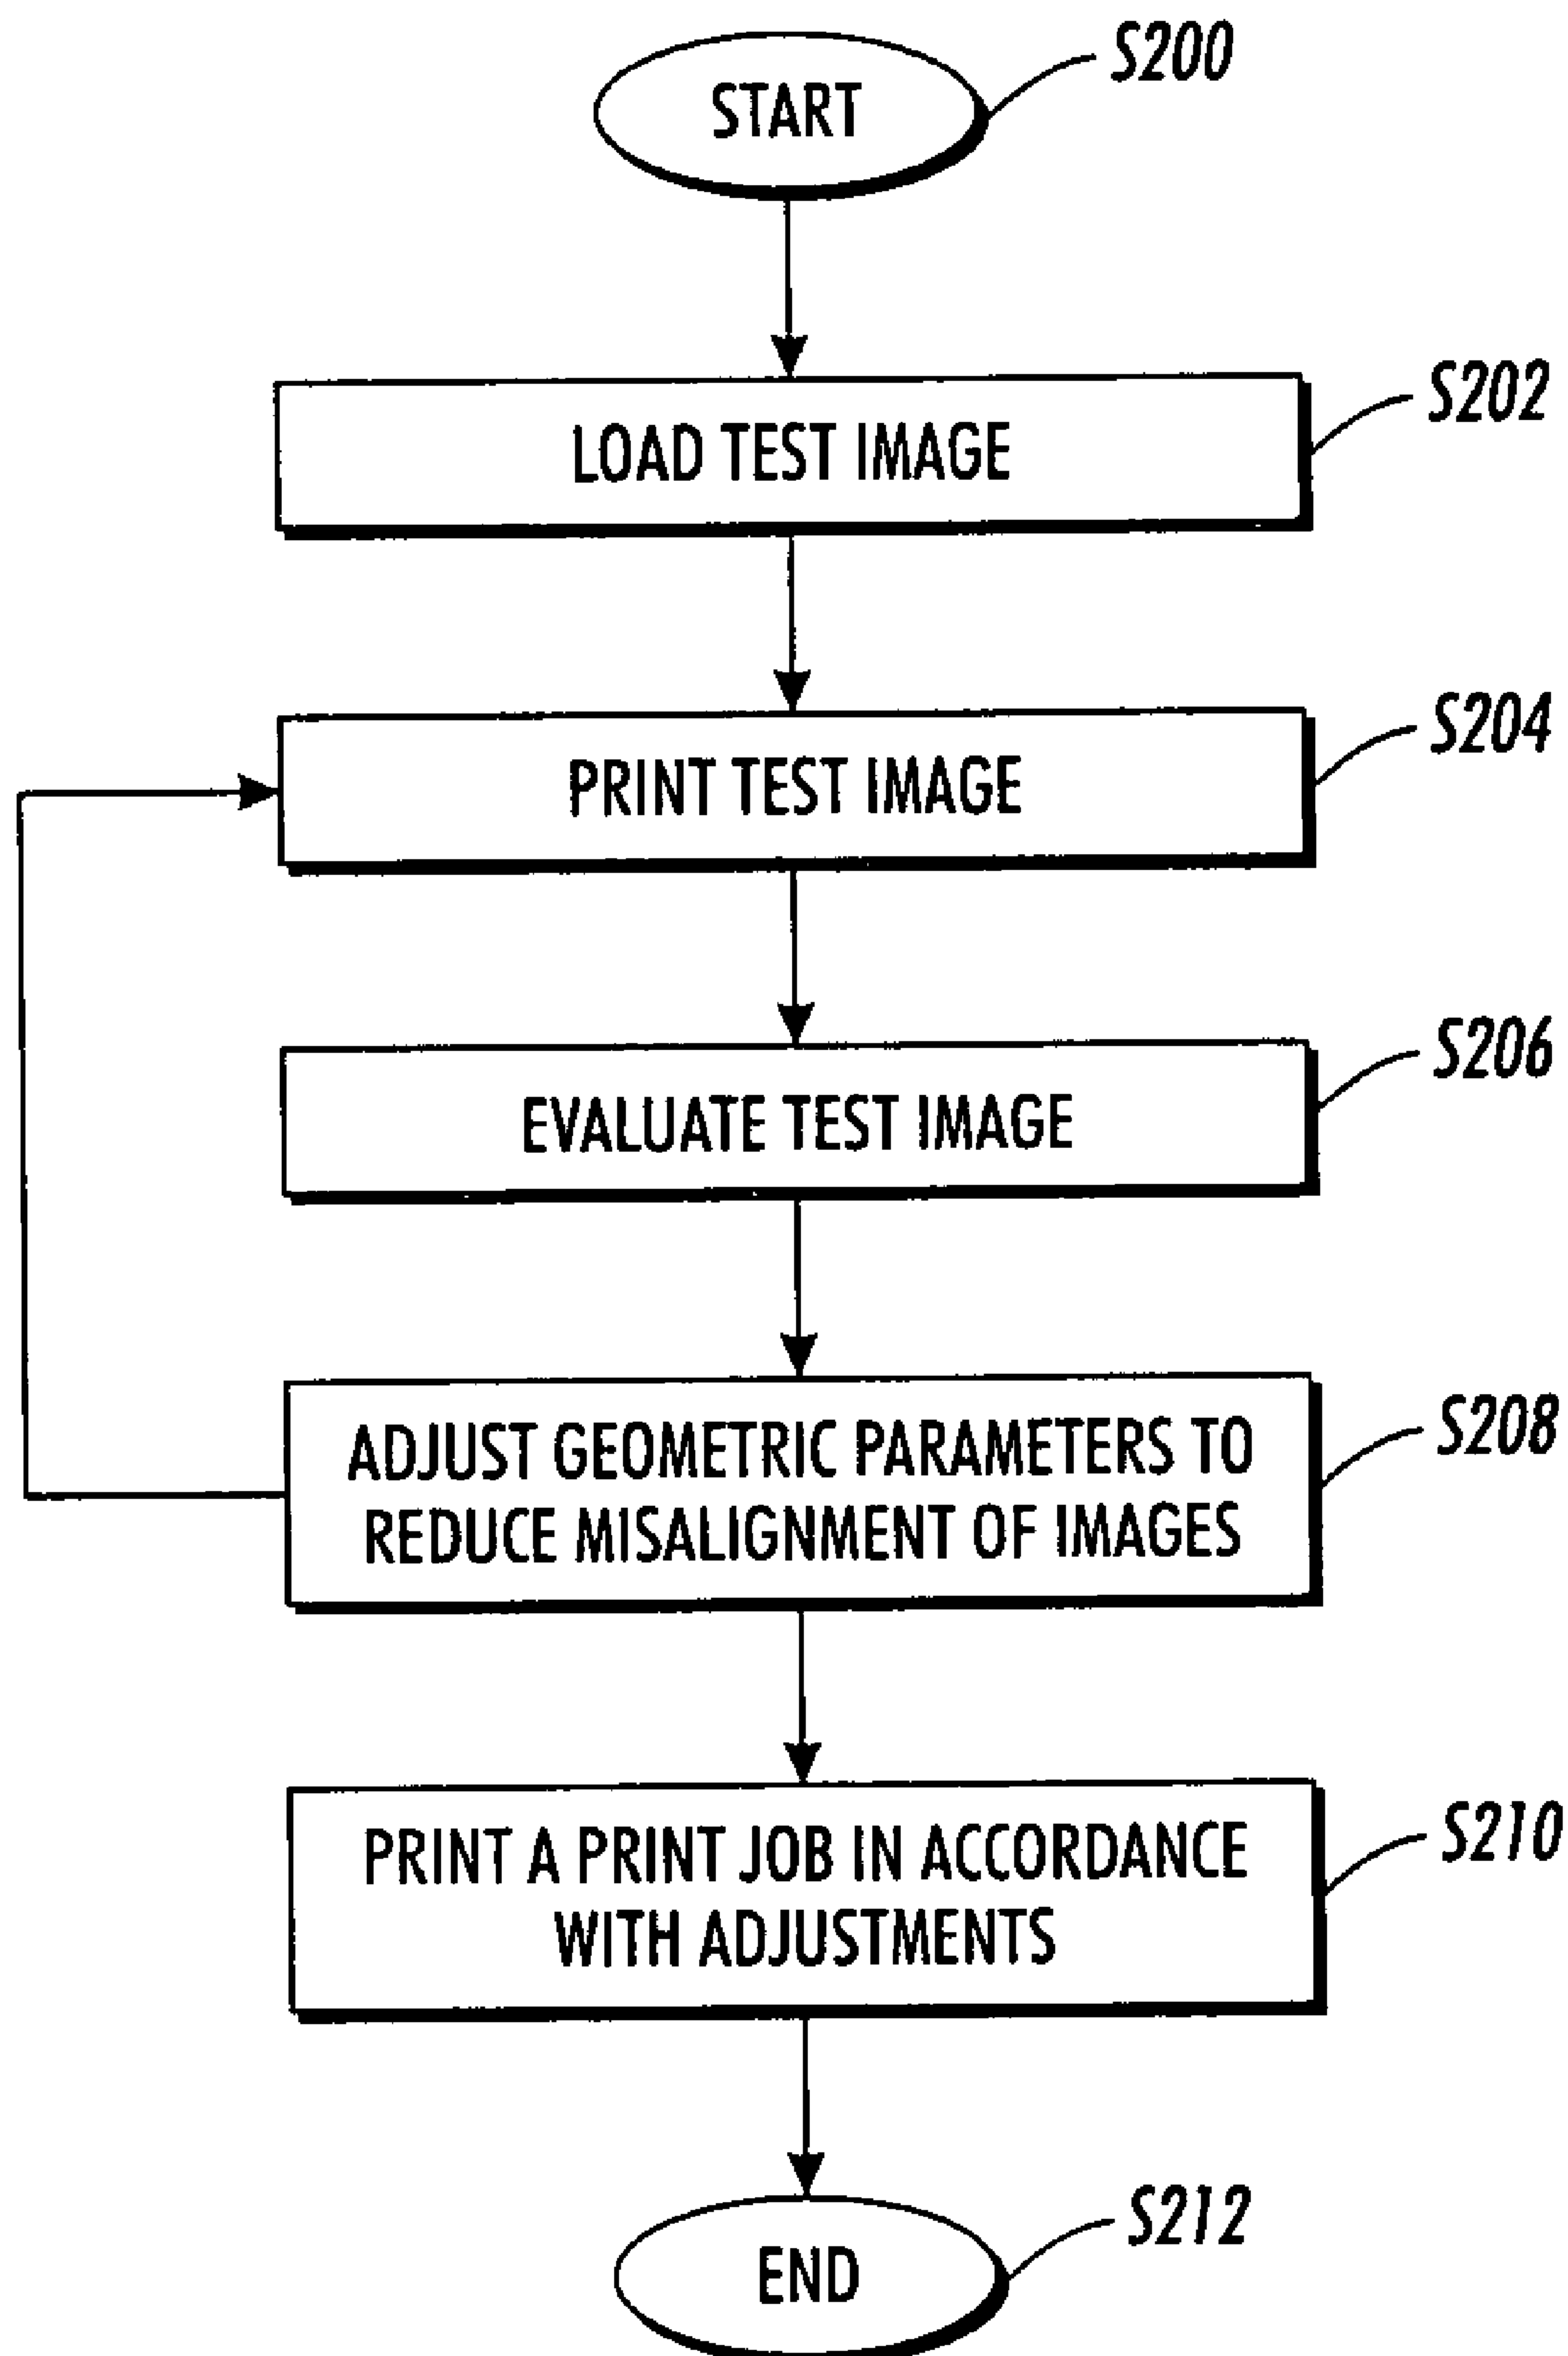 START
S200
LOAD TEST IMAGE
S202
PRINT TEST IMAGE
S204
EVALUATE TEST IMAGE
S206
ADJUST GEOMETRIC PARAMETERS TO
REDUCE MISALIGNMENT OF IMAGES
S208
PRINT A PRINT JOB IN ACCORDANCE
WITH ADJUSTMENTS
S210
END
S212